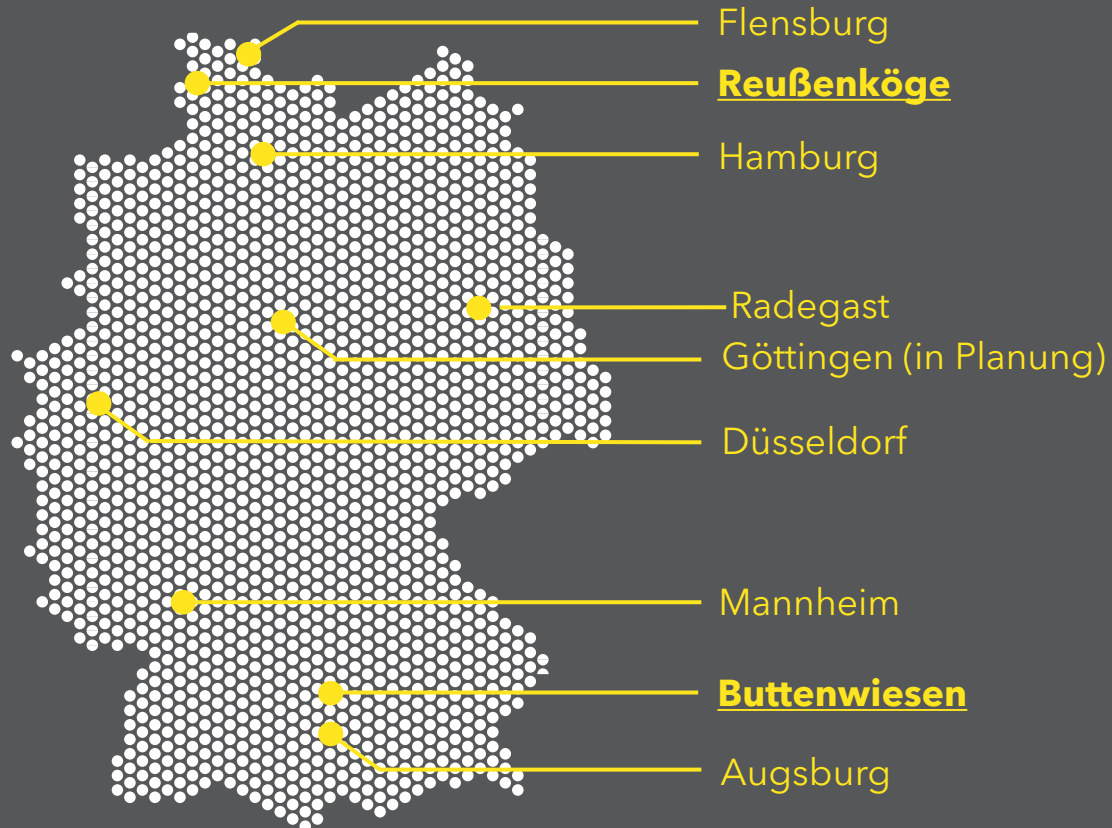 Flensburg
Reußenköge
Hamburg
Radegast
Göttingen (in Planung)
Düsseldorf
Mannheim
Buttenwiesen
Augsburg